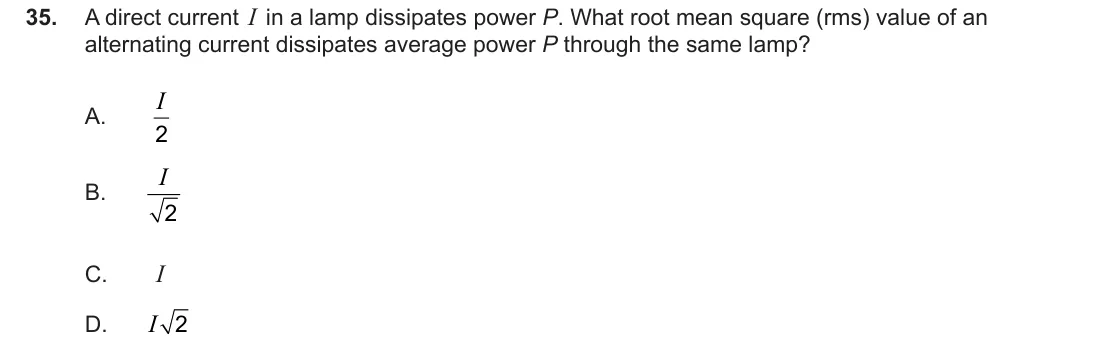 35. A direct current I in a lamp dissipates power P. What root mean square (rms) value of an
alternating current dissipates average power P through the same lamp?
A. I/2
B. I/√2
C. I
D. I√2